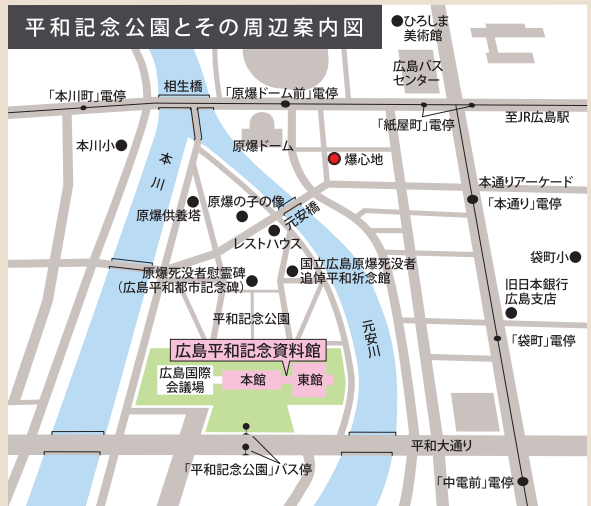 平和記念公園とその周辺案内図
ひろしま
美術館
広島バス
センター
相生橋
「本川町」電停
「原爆ドーム前」電停
「紙屋町」電停
至JR広島駅
本川小
原爆ドーム
爆心地
本川
本通りアーケード
「本通り」電停
原爆の子の像
原爆供養塔
元安橋
レストハウス
袋町小
国立広島原爆死没者
追悼平和祈念館
原爆死没者慰霊碑
（広島平和都市記念碑）
旧日本銀行
広島支店
平和記念公園
元安川
「袋町」電停
広島平和記念資料館
広島国際
会議場
本館
東館
平和大通り
「平和記念公園」バス停
「中電前」電停